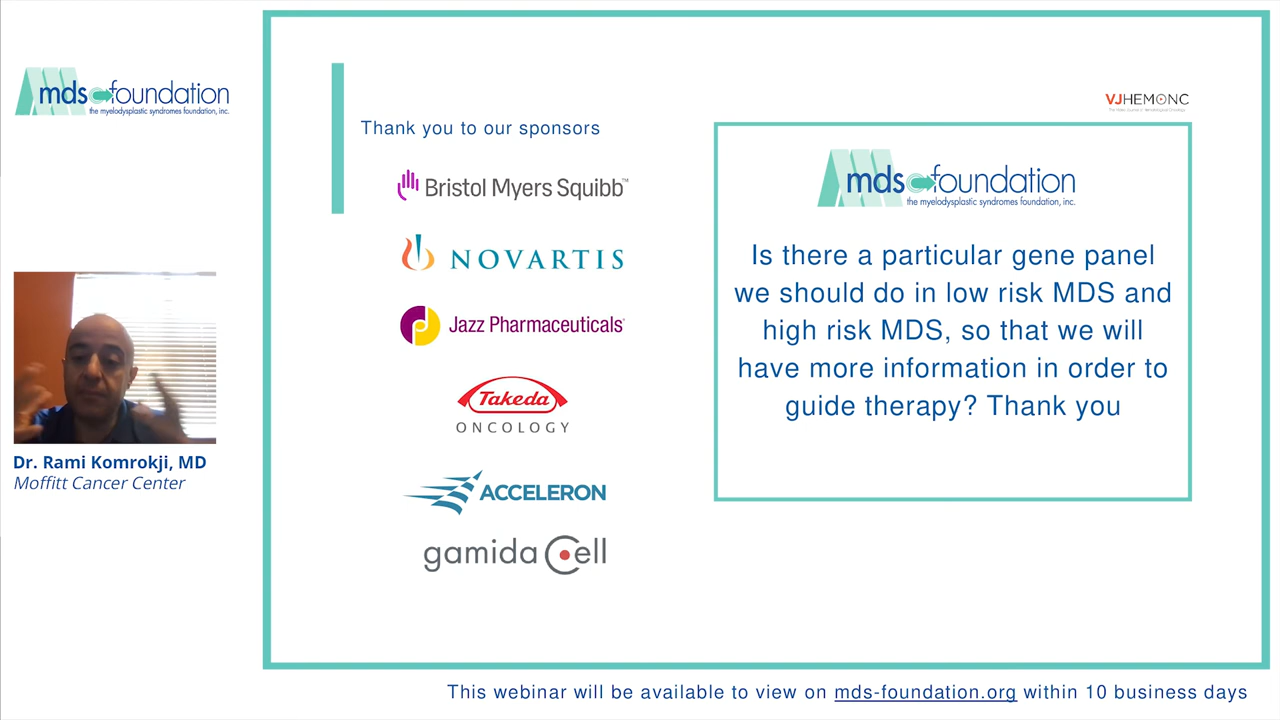 mds foundation
the myelodysplastic syndromes foundation, inc.
Dr. Rami Komrokji, MD
Moffitt Cancer Center
Thank you to our sponsors
Bristol Myers Squibb™
NOVARTIS
Jazz Pharmaceuticals
Takeda
ONCOLOGY
ACCELERON
gamida Cell
VJHEMONC
mds foundation
the myelodysplastic syndromes foundation, inc.
Is there a particular gene panel
we should do in low risk MDS and
high risk MDS, so that we will
have more information in order to
guide therapy? Thank you
This webinar will be available to view on mds-foundation.org within 10 business days